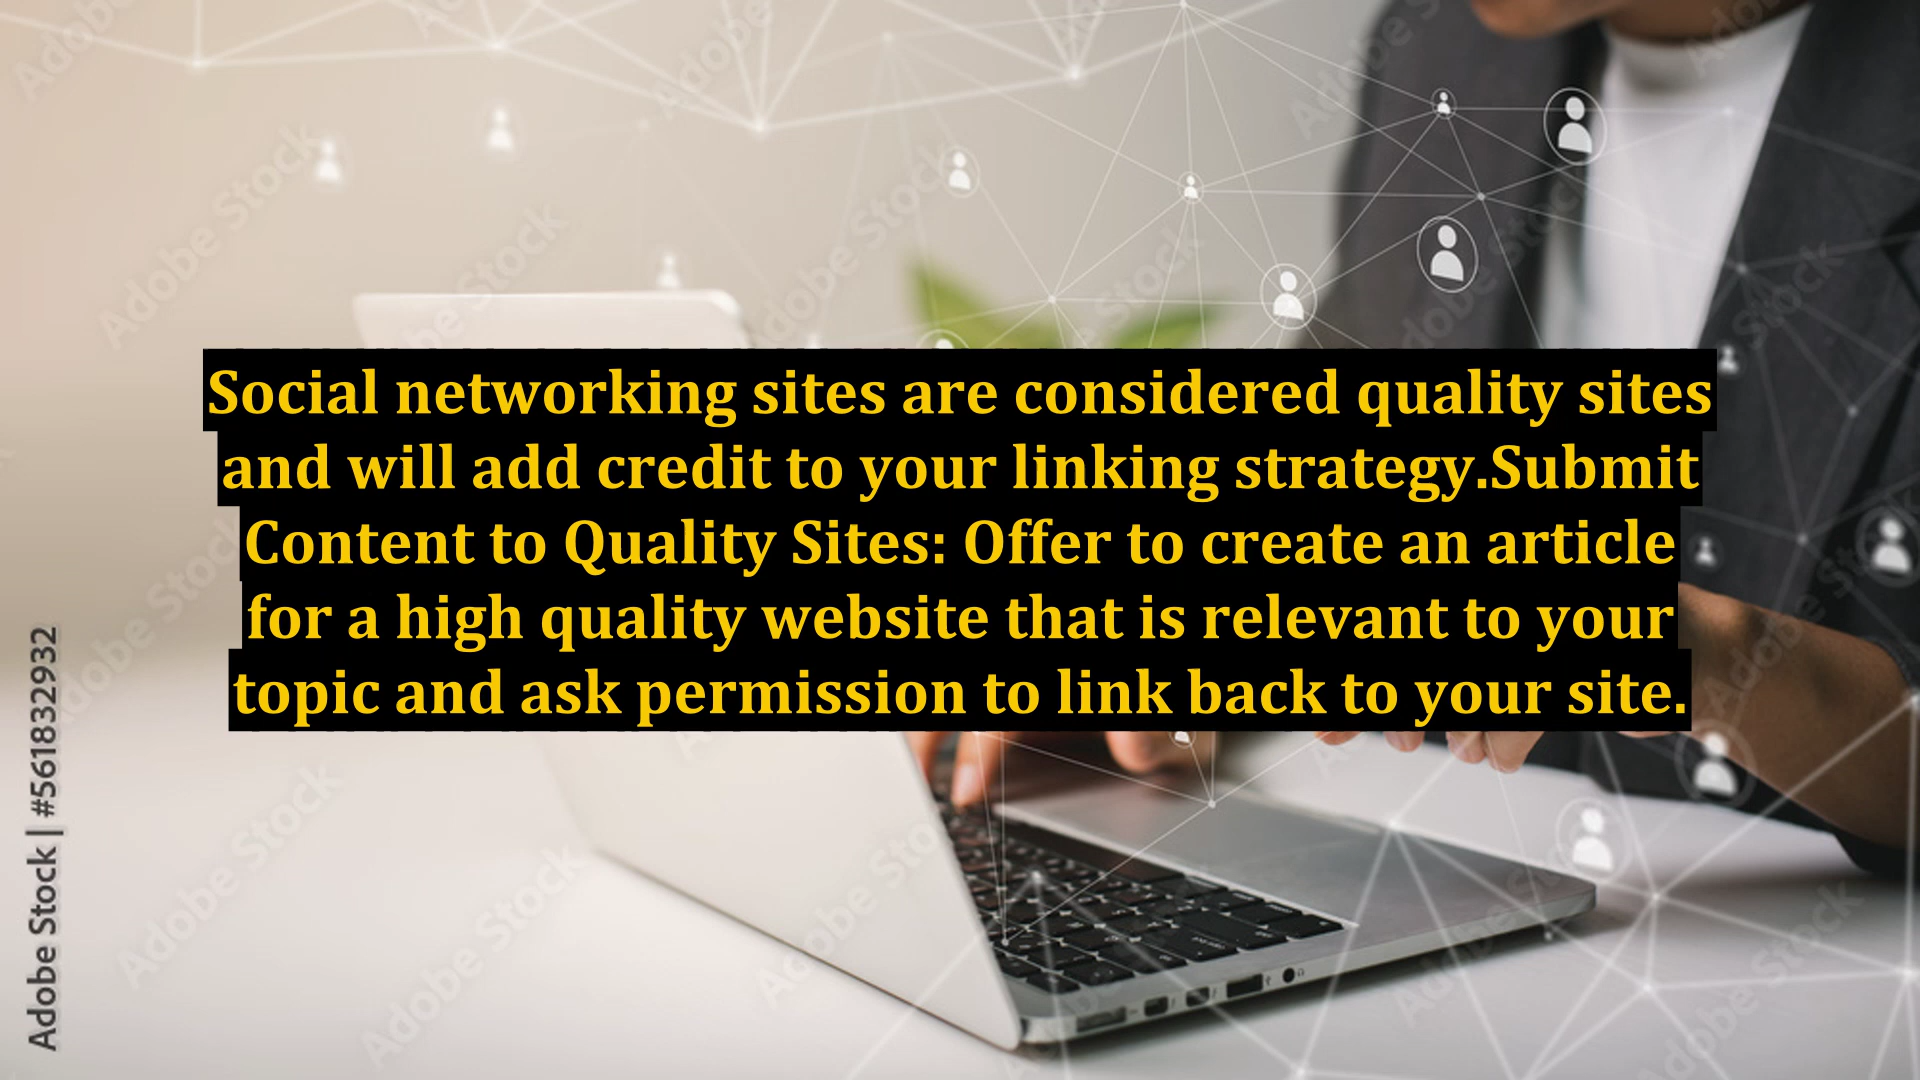 Social networking sites are considered quality sites
and will add credit to your linking strategy.Submit
Content to Quality Sites: Offer to create an article
for a high quality website that is relevant to your
topic and ask permission to link back to your site.
Adobe Stock | #561832932
Adobe Stock